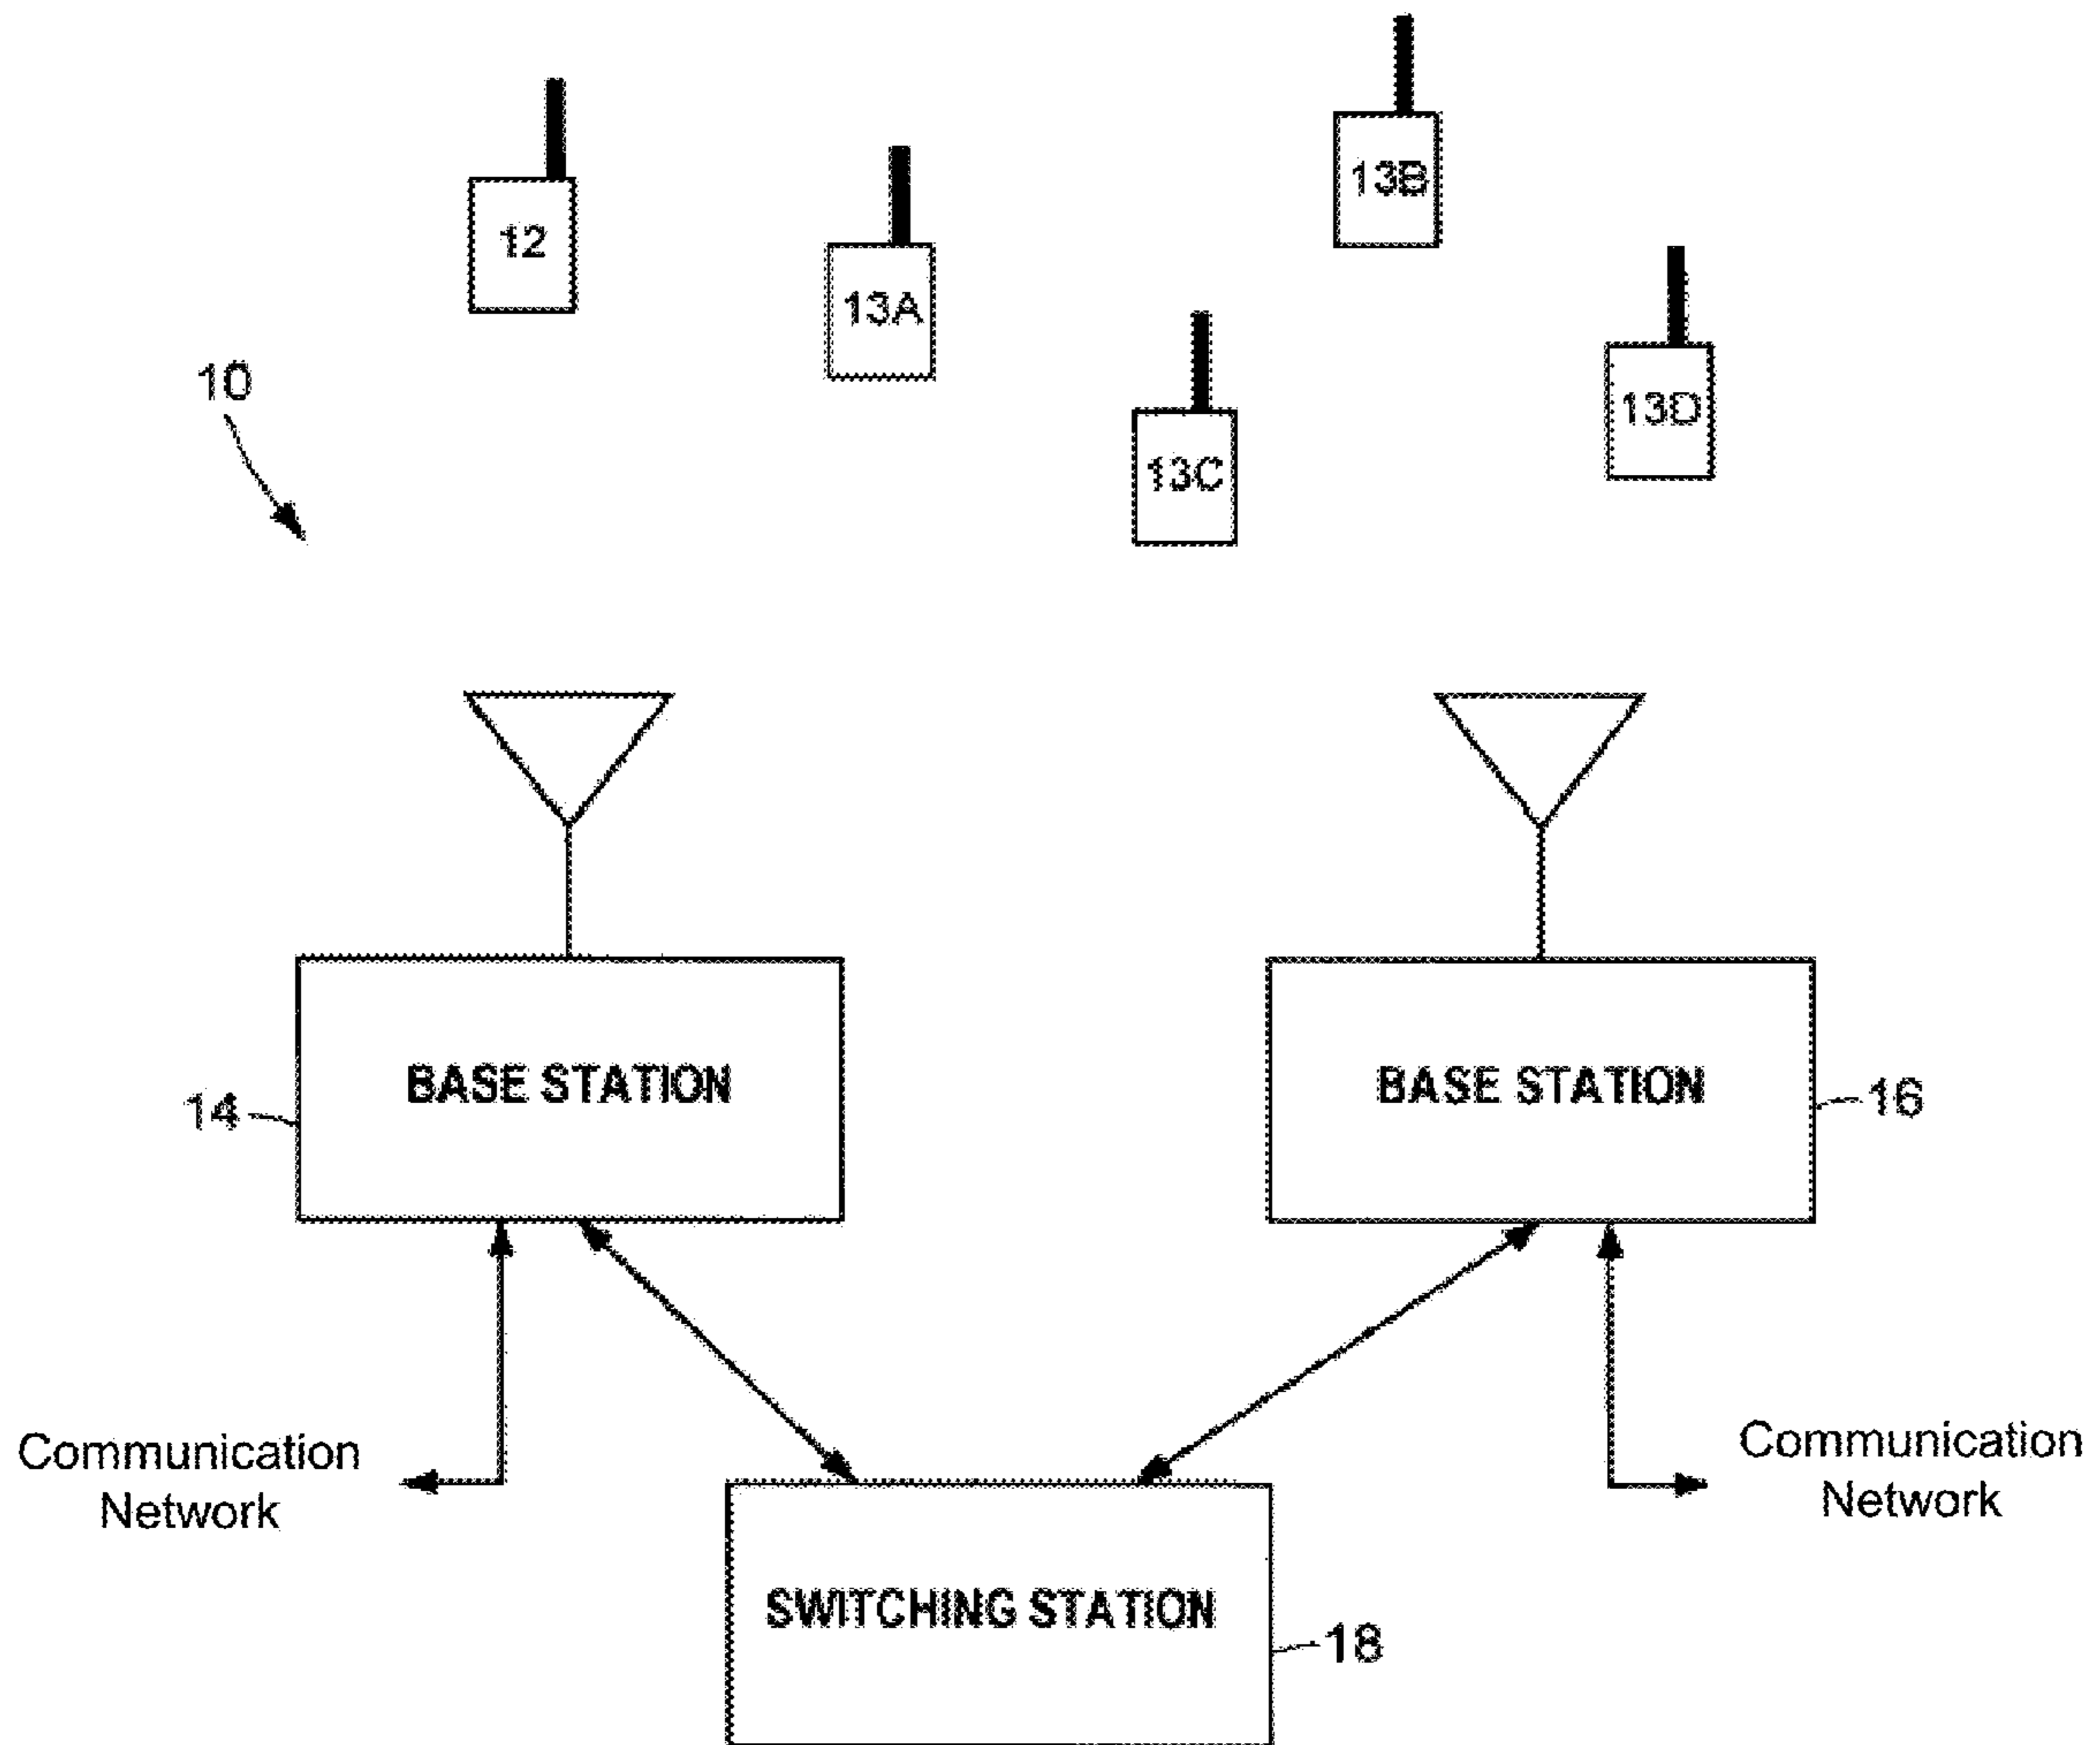 13B
12
13A
13D
10
13C
BASE STATION
BASE STATION
14
16
Communication
Network
Communication
Network
SWITCHING STATION
18